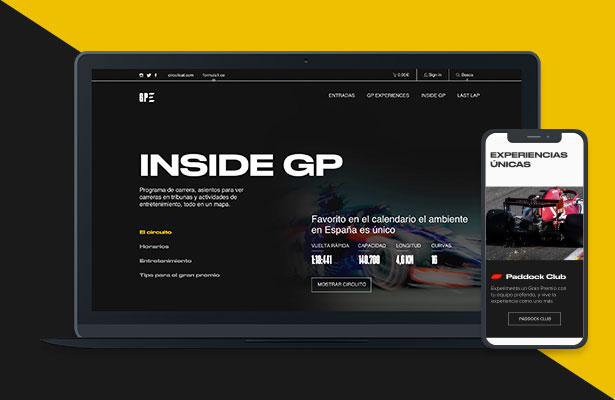 circuitcat.com formula1.cat 0.00€ Sign in Busca
GPE
ENTRADAS GP EXPERIENCES INSIDE GP LAST LAP
INSIDE GP
Programa de carrera, asientos para ver
carreras en tribunas y actividades de
entretenimiento, todo en un mapa.
El circuito
Horarios
Entretenimiento
Tips para el gran premio
Favorito en el calendario el ambiente
en España es único
VUELTA RÁPIDA CAPACIDAD LONGITUD CURVAS
1:18:441 140.700 4,6 KM 16
MOSTRAR CIRCUITO
EXPERIENCIAS
ÚNICAS
Paddock Club
Experimenta un Gran Premio con
tu equipo preferido, y vive la
experiencia como uno más.
PADDOCK CLUB